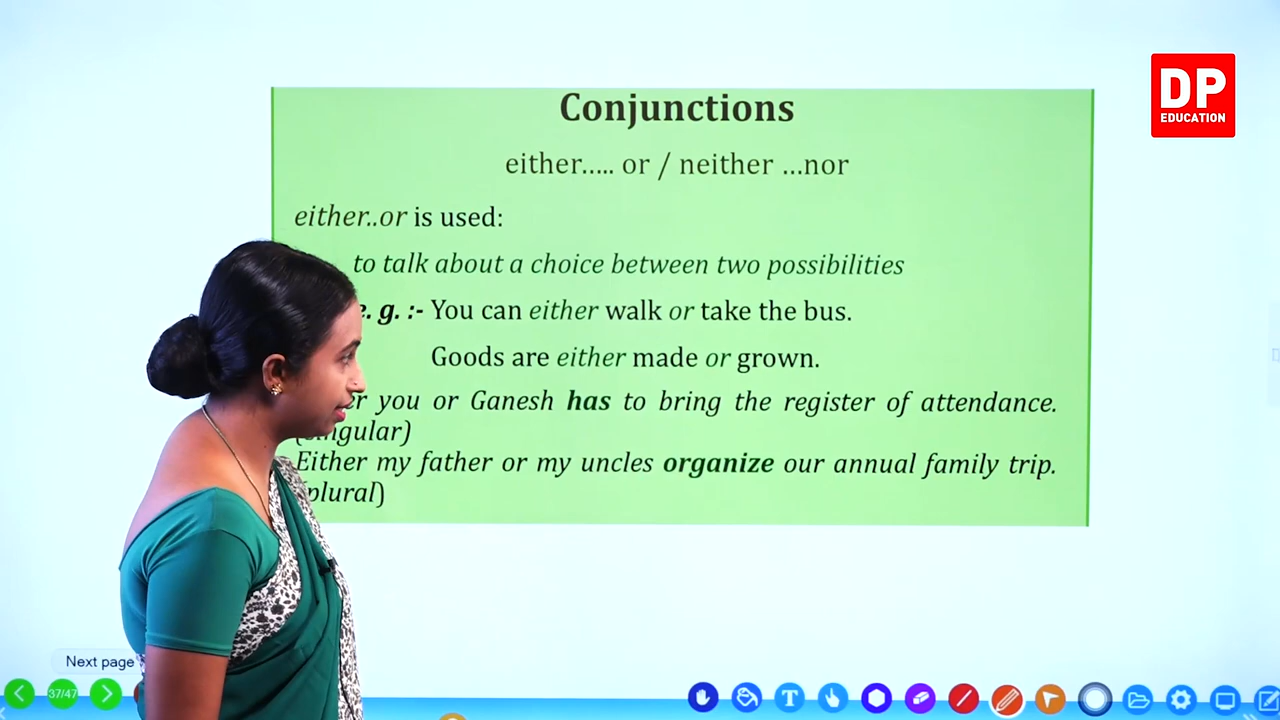 DP
EDUCATION
Conjunctions
either..... or / neither ...nor
either..or is used:
to talk about a choice between two possibilities
e. g. :- You can either walk or take the bus.
Goods are either made or grown.
you or Ganesh has to bring the register of attendance.
(singular)
Either my father or my uncles organize our annual family trip.
(plural)
Next page
37/47
T